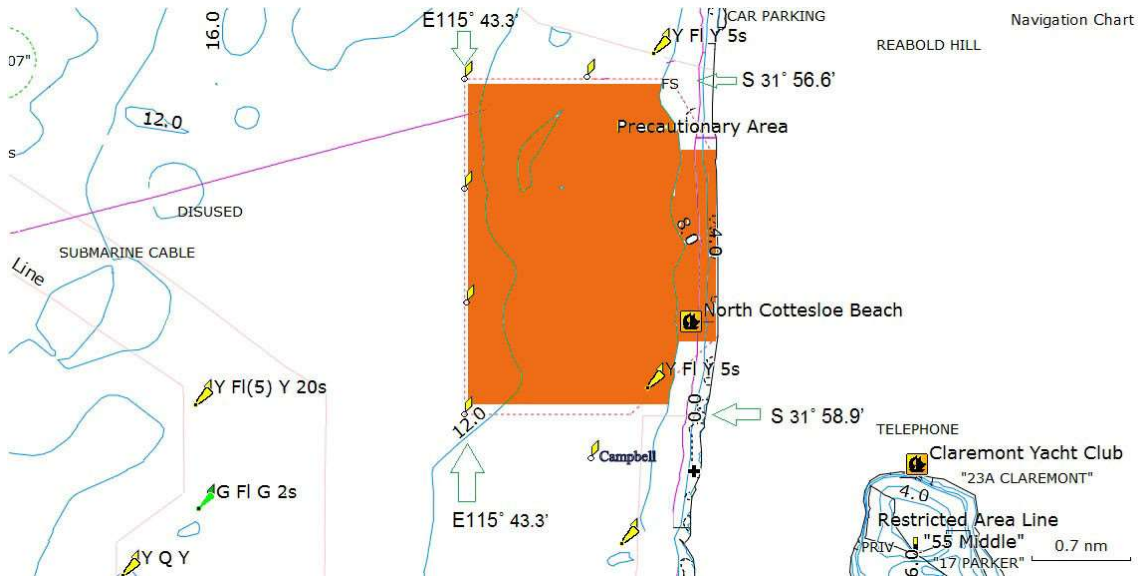 E115° 43.3'
CAR PARKING
Navigation Chart
16.0
Y Fl Y 5s
REABOLD HILL
07"
FS
S 31° 56.6'
12.0
Precautionary Area
s
DISUSED
8.0
4.0
SUBMARINE CABLE
Line
North Cottesloe Beach
Y Fl Y 5s
Y Fl(5) Y 20s
0.0
S 31° 58.9'
12.0
TELEPHONE
Campbell
Claremont Yacht Club
"23A CLAREMONT"
G Fl G 2s
4.0
E115° 43.3'
Restricted Area Line
"55 Middle"
PRIV
0.7 nm
Y Q Y
6.0
"17 PARKER"